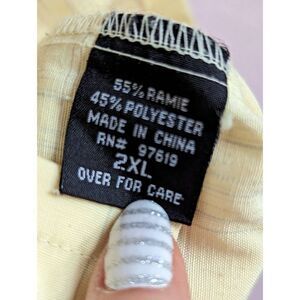 55% RAMIE
45% POLYESTER
MADE IN CHINA
RN# 97619
2XL
OVER FOR CARE